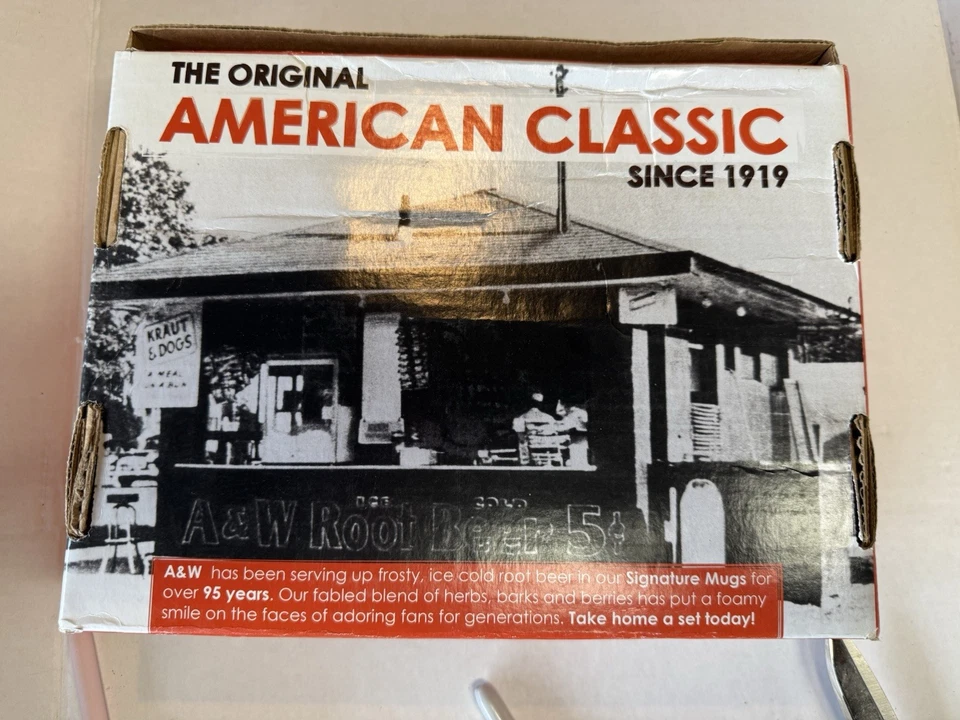 THE ORIGINAL
AMERICAN CLASSIC
SINCE 1919
KRAUT
& DOGS
A MEAL
ICE COLD
A&W Root Beer 5¢
A&W has been serving up frosty, ice cold root beer in our Signature Mugs for
over 95 years. Our fabled blend of herbs, barks and berries has put a foamy
smile on the faces of adoring fans for generations. Take home a set today!